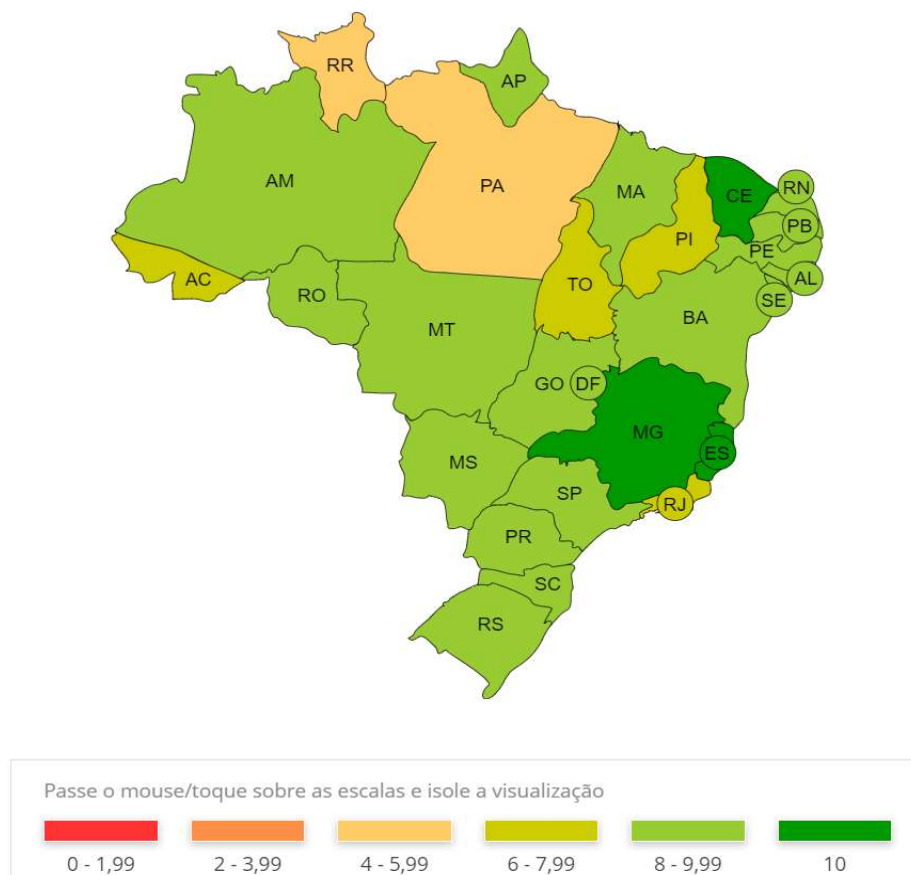 RR
AP
AM
PA
MA
CE
RN
PI
PB
PE
AC
TO
AL
RO
SE
BA
MT
GO
DF
MG
MS
ES
SP
RJ
PR
SC
RS
Passe o mouse/toque sobre as escalas e isole a visualização
0 - 1,99 2 - 3,99 4 - 5,99 6 - 7,99 8 - 9,99 10